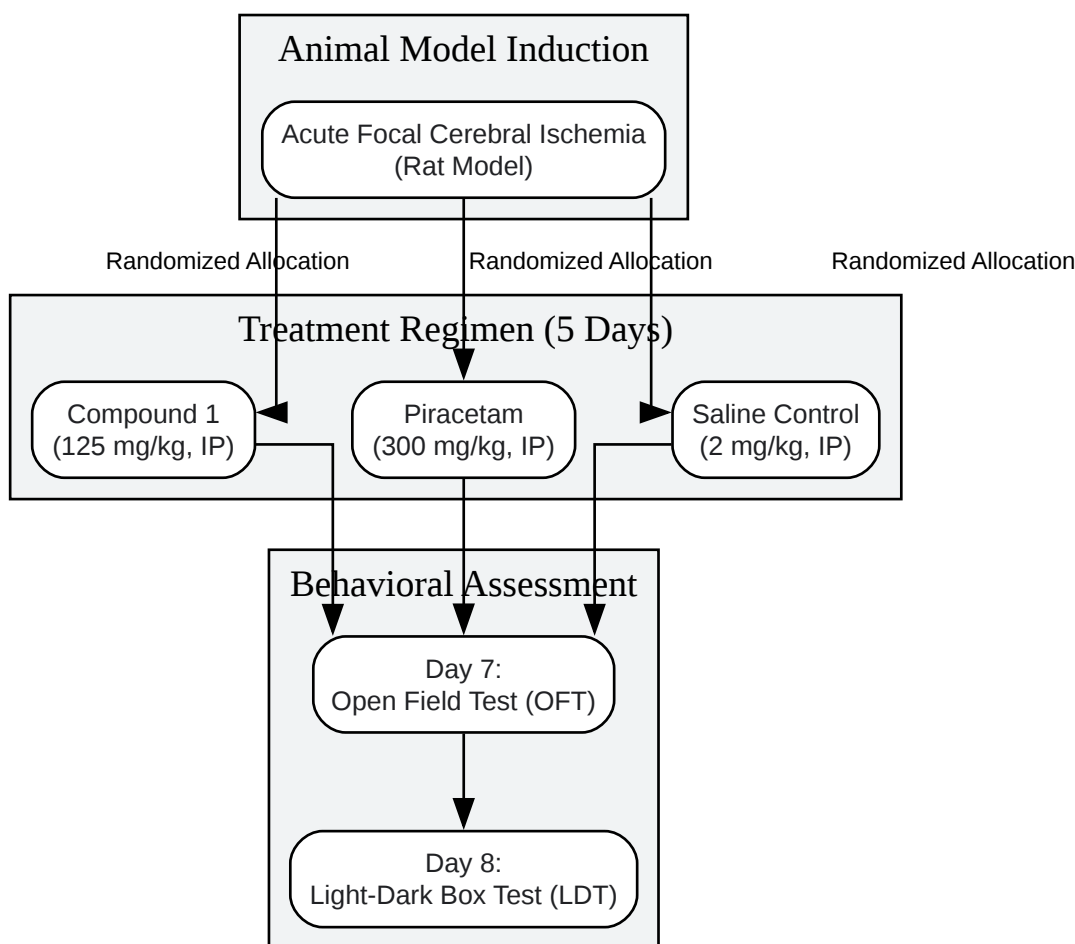 Animal Model Induction
Acute Focal Cerebral Ischemia
(Rat Model)
Randomized Allocation
Randomized Allocation
Randomized Allocation
Treatment Regimen (5 Days)
Compound 1
(125 mg/kg, IP)
Piracetam
(300 mg/kg, IP)
Saline Control
(2 mg/kg, IP)
Behavioral Assessment
Day 7:
Open Field Test (OFT)
Day 8:
Light-Dark Box Test (LDT)